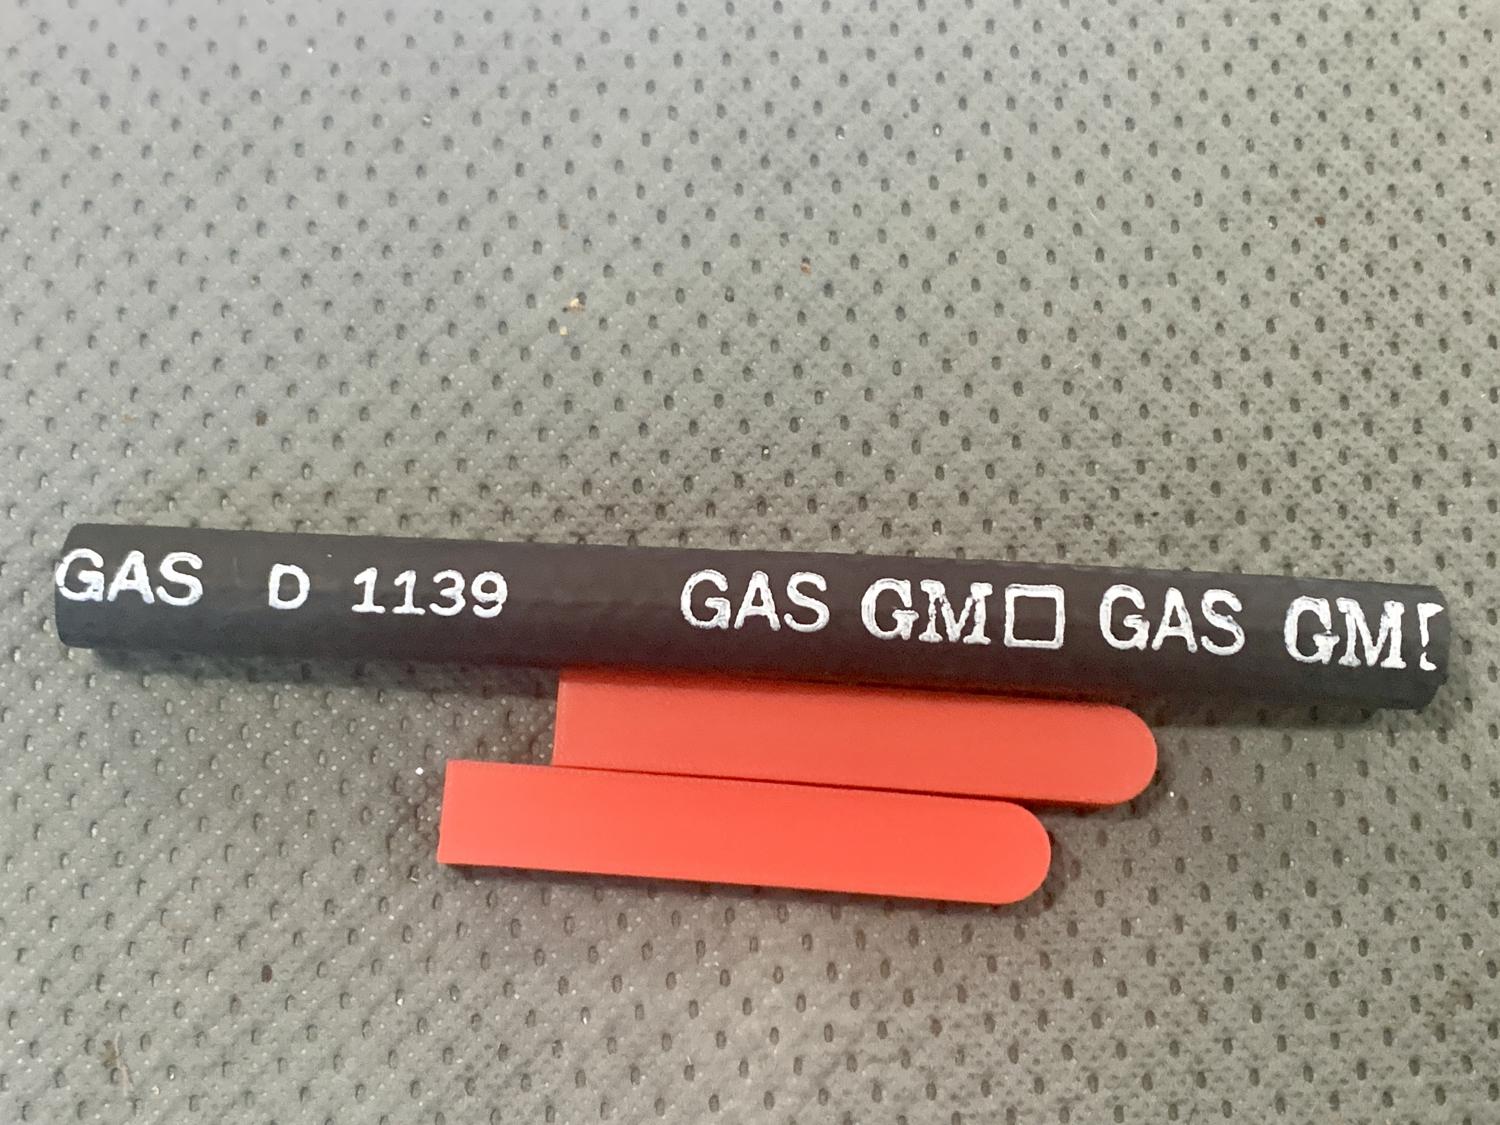 GAS D 1139 GAS GM□ GAS GM